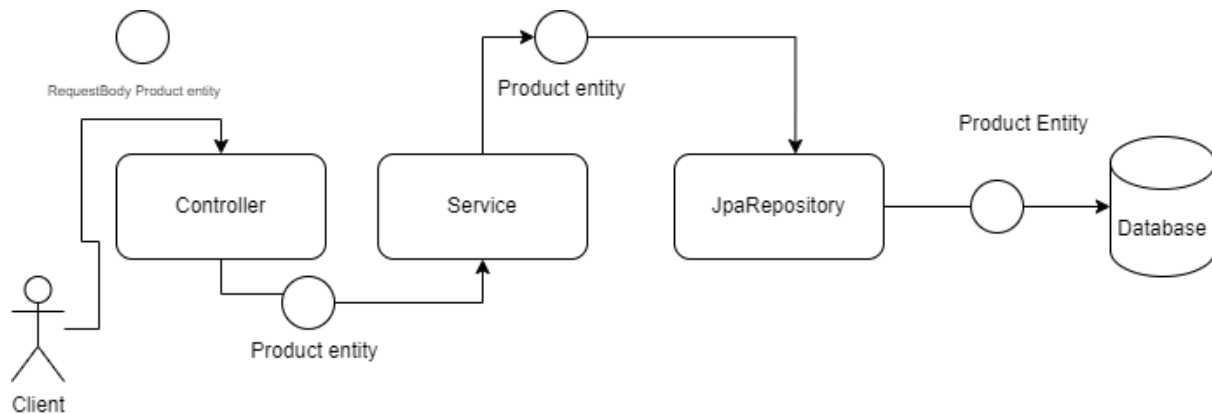 RequestBody Product entity
Product entity
Product Entity
Controller
Service
JpaRepository
Database
Product entity
Client